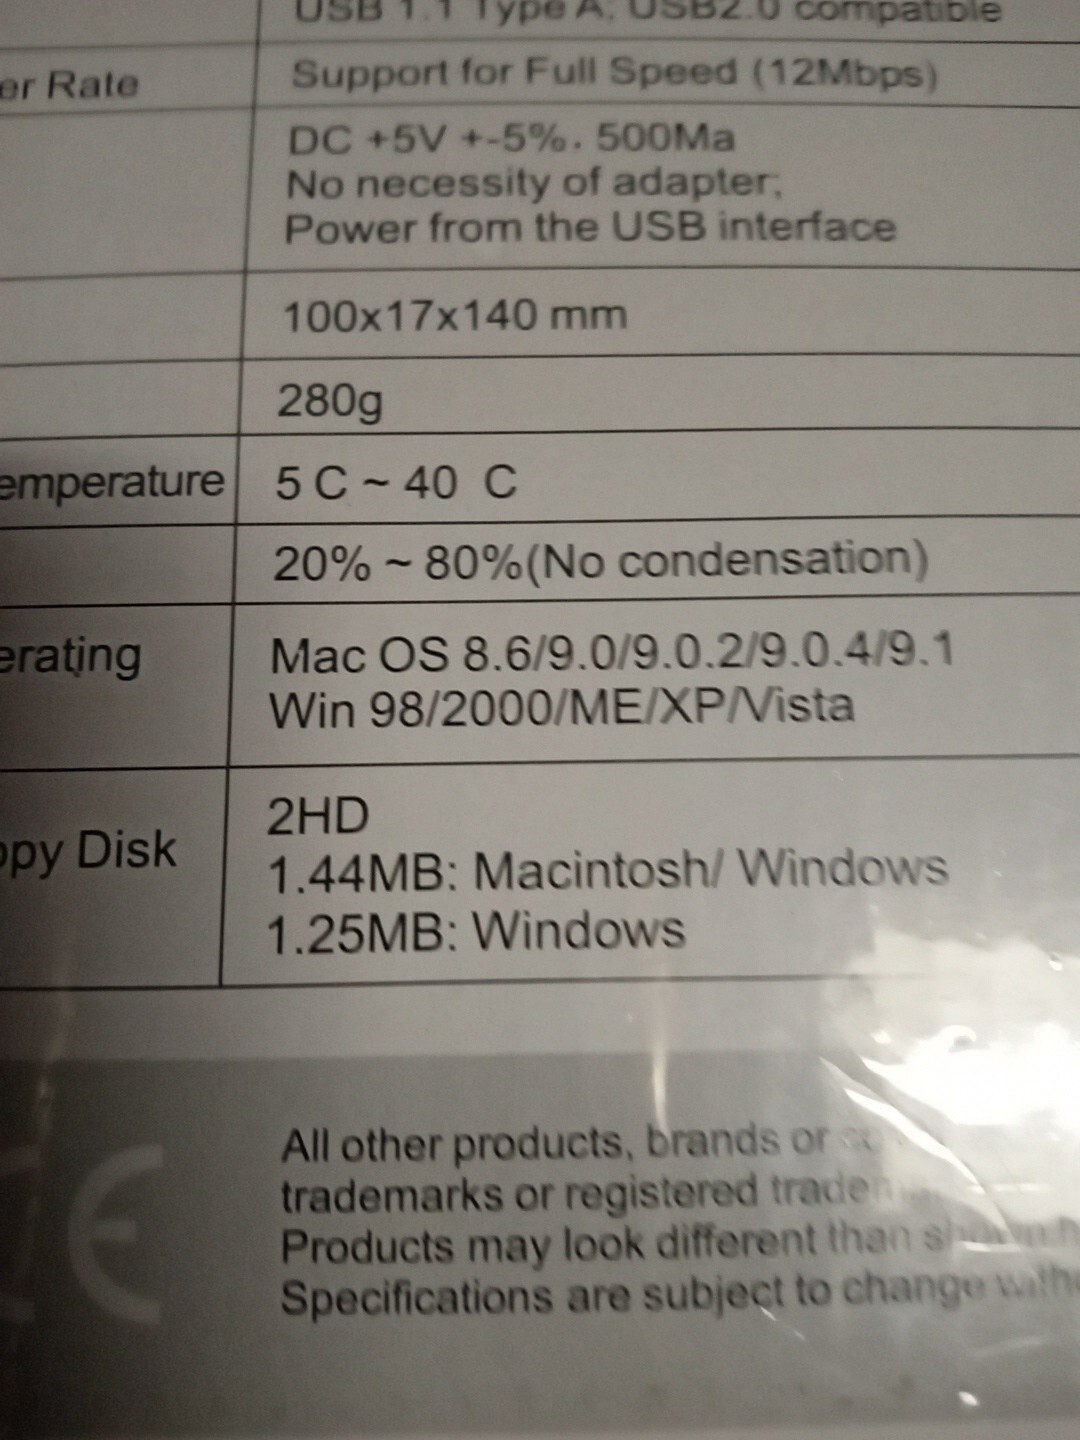 USB 1.1 Type A; USB2.0 compatible
er Rate
Support for Full Speed (12Mbps)
DC +5V +-5%. 500Ma
No necessity of adapter;
Power from the USB interface
100x17x140 mm
280g
emperature
5 C ~ 40 C
20% ~ 80%(No condensation)
erating
Mac OS 8.6/9.0/9.0.2/9.0.4/9.1
Win 98/2000/ME/XP/Vista
2HD
ppy Disk
1.44MB: Macintosh/ Windows
1.25MB: Windows
CE
All other products, brands or
trademarks or registered
Products may look different than
Specifications are subject to change